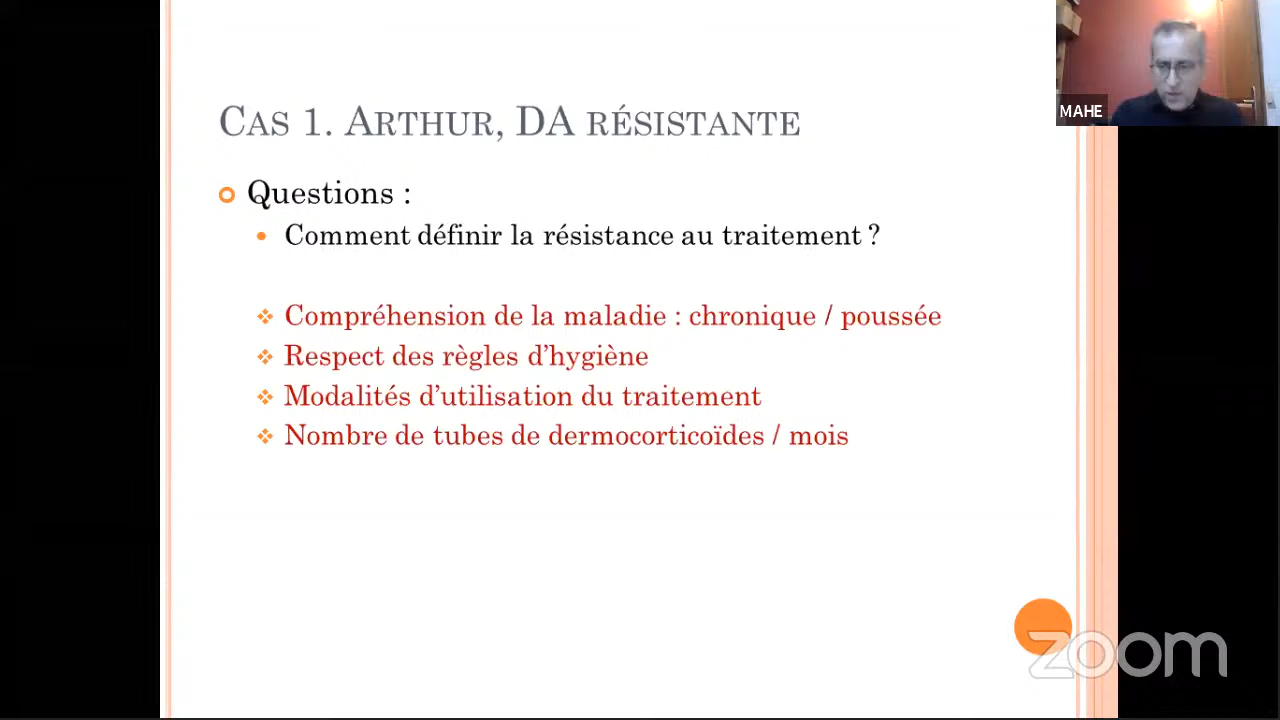 MAHE
Cas 1. Arthur, DA résistante
Questions :
Comment définir la résistance au traitement ?
Compréhension de la maladie : chronique / poussée
Respect des règles d’hygiène
Modalités d’utilisation du traitement
Nombre de tubes de dermocorticoïdes / mois
zoom